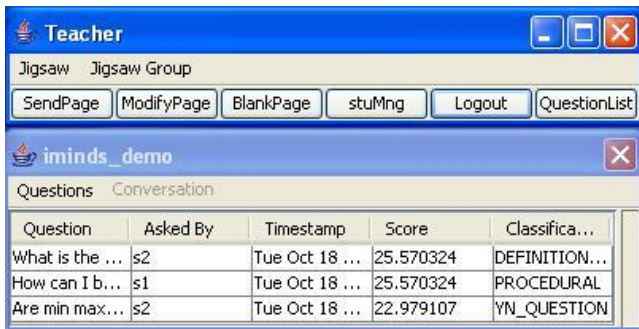 Teacher
Jigsaw Jigsaw Group
SendPage ModifyPage BlankPage stuMng Logout QuestionList
iminds_demo
Questions Conversation
Question Asked By Timestamp Score Classifica...
What is the ... s2 Tue Oct 18 ... 25.570324 DEFINITION...
How can I b... s1 Tue Oct 18 ... 25.570324 PROCEDURAL
Are min max... s2 Tue Oct 18 ... 22.979107 YN_QUESTION